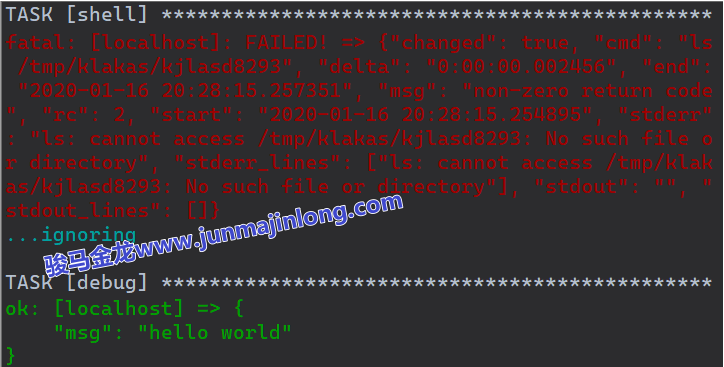 TASK [shell] **********************************************
fatal: [localhost]: FAILED! => {"changed": true, "cmd": "ls
 /tmp/klakas/kjlasd8293", "delta": "0:00:00.002456", "end":
 "2020-01-16 20:28:15.257351", "msg": "non-zero return code
", "rc": 2, "start": "2020-01-16 20:28:15.254895", "stderr"
: "ls: cannot access /tmp/klakas/kjlasd8293: No such file o
r directory", "stderr_lines": ["ls: cannot access /tmp/klak
as/kjlasd8293: No such file or directory"], "stdout": "", "
stdout_lines": []}
...ignoring
骏马金龙www.junmajinlong.com
TASK [debug] **********************************************
ok: [localhost] => {
    "msg": "hello world"
}